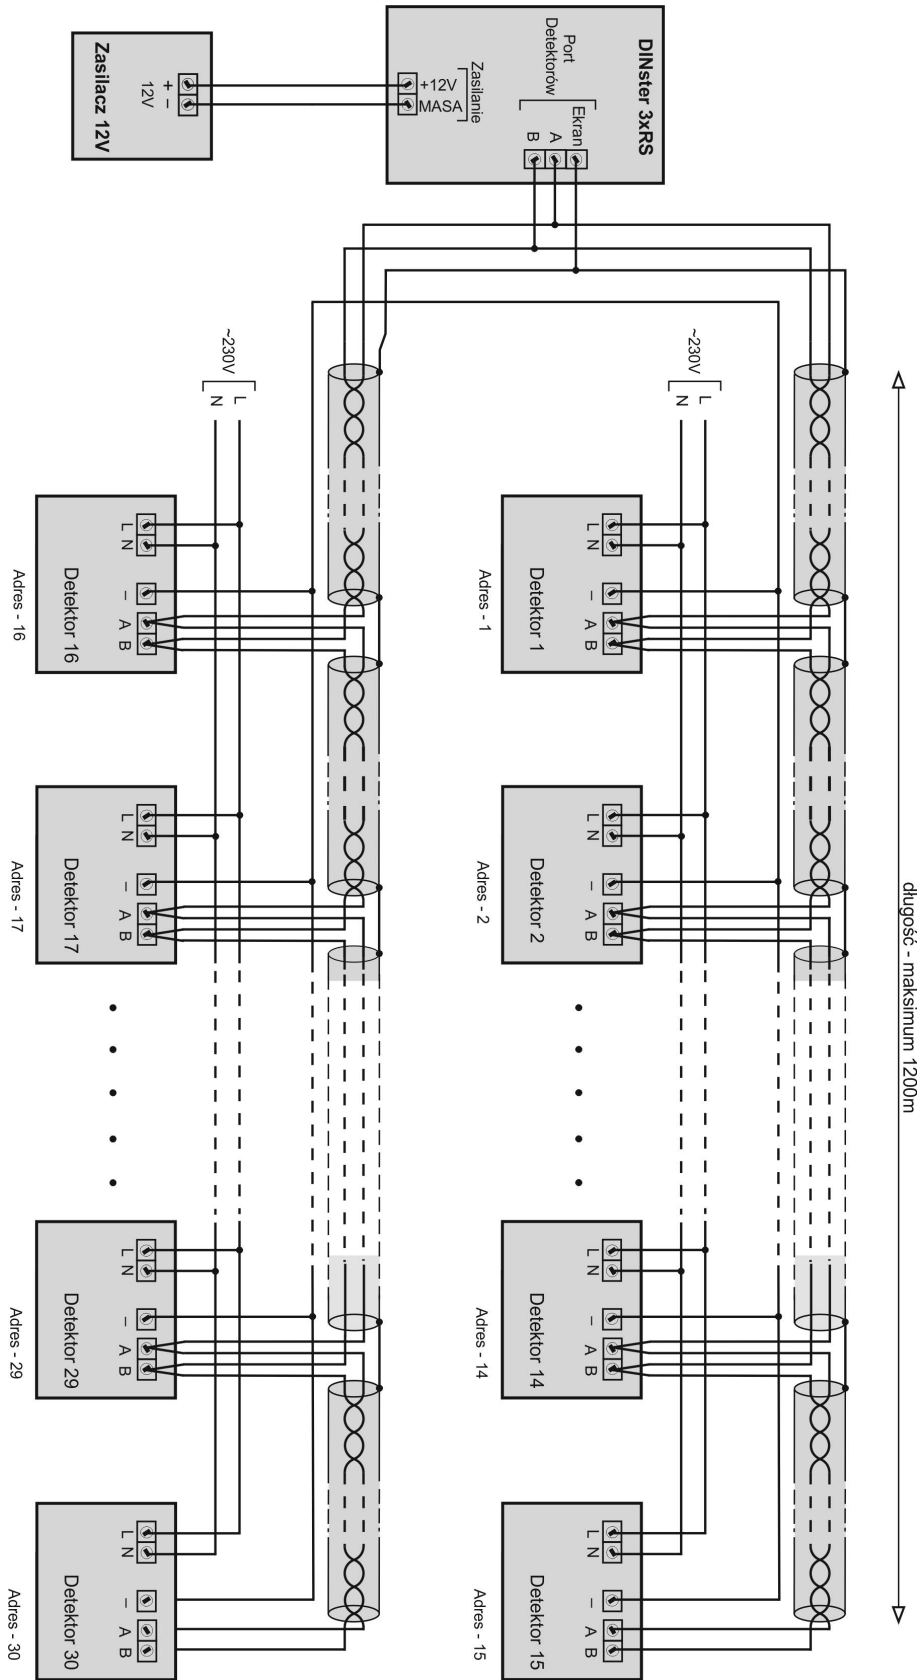 długość - maksimum 1200m
DINster 3xRS
Ekran
A
B
Port
Detektorów
Zasilanie
+12V
MASA
Zasilacz 12V
+ –
12V
~230V
L
N
L N – A B
Detektor 1
Adres - 1
L N – A B
Detektor 2
Adres - 2
L N – A B
Detektor 14
Adres - 14
L N – A B
Detektor 15
Adres - 15
~230V
L
N
L N – A B
Detektor 16
Adres - 16
L N – A B
Detektor 17
Adres - 17
L N – A B
Detektor 29
Adres - 29
L N – A B
Detektor 30
Adres - 30